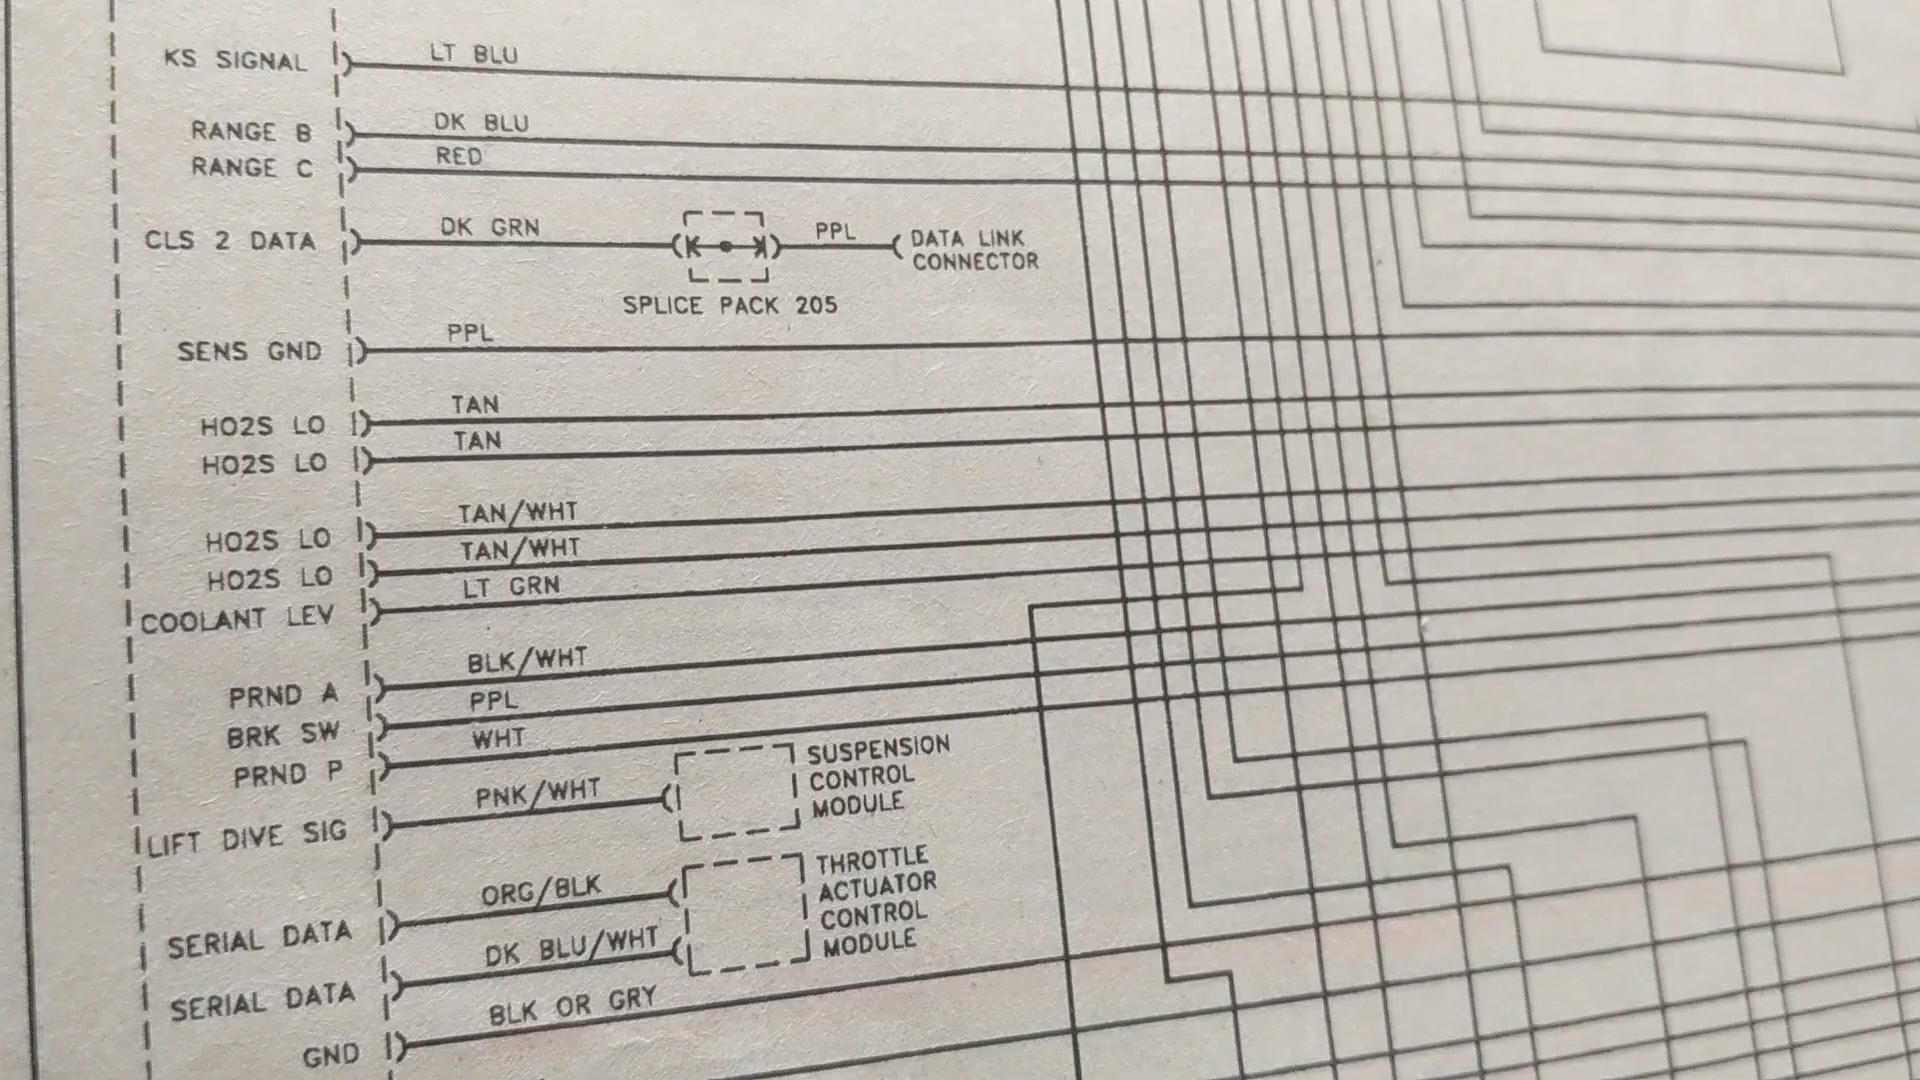 KS SIGNAL LT BLU
RANGE B DK BLU
RANGE C RED
CLS 2 DATA DK GRN PPL DATA LINK
CONNECTOR
SPLICE PACK 205
SENS GND PPL
HO2S LO TAN
HO2S LO TAN
HO2S LO TAN/WHT
HO2S LO TAN/WHT
COOLANT LEV LT GRN
PRND A BLK/WHT
BRK SW PPL
PRND P WHT
LIFT DIVE SIG PNK/WHT SUSPENSION
CONTROL
MODULE
SERIAL DATA ORG/BLK THROTTLE
ACTUATOR
CONTROL
MODULE
SERIAL DATA DK BLU/WHT
GND BLK OR GRY